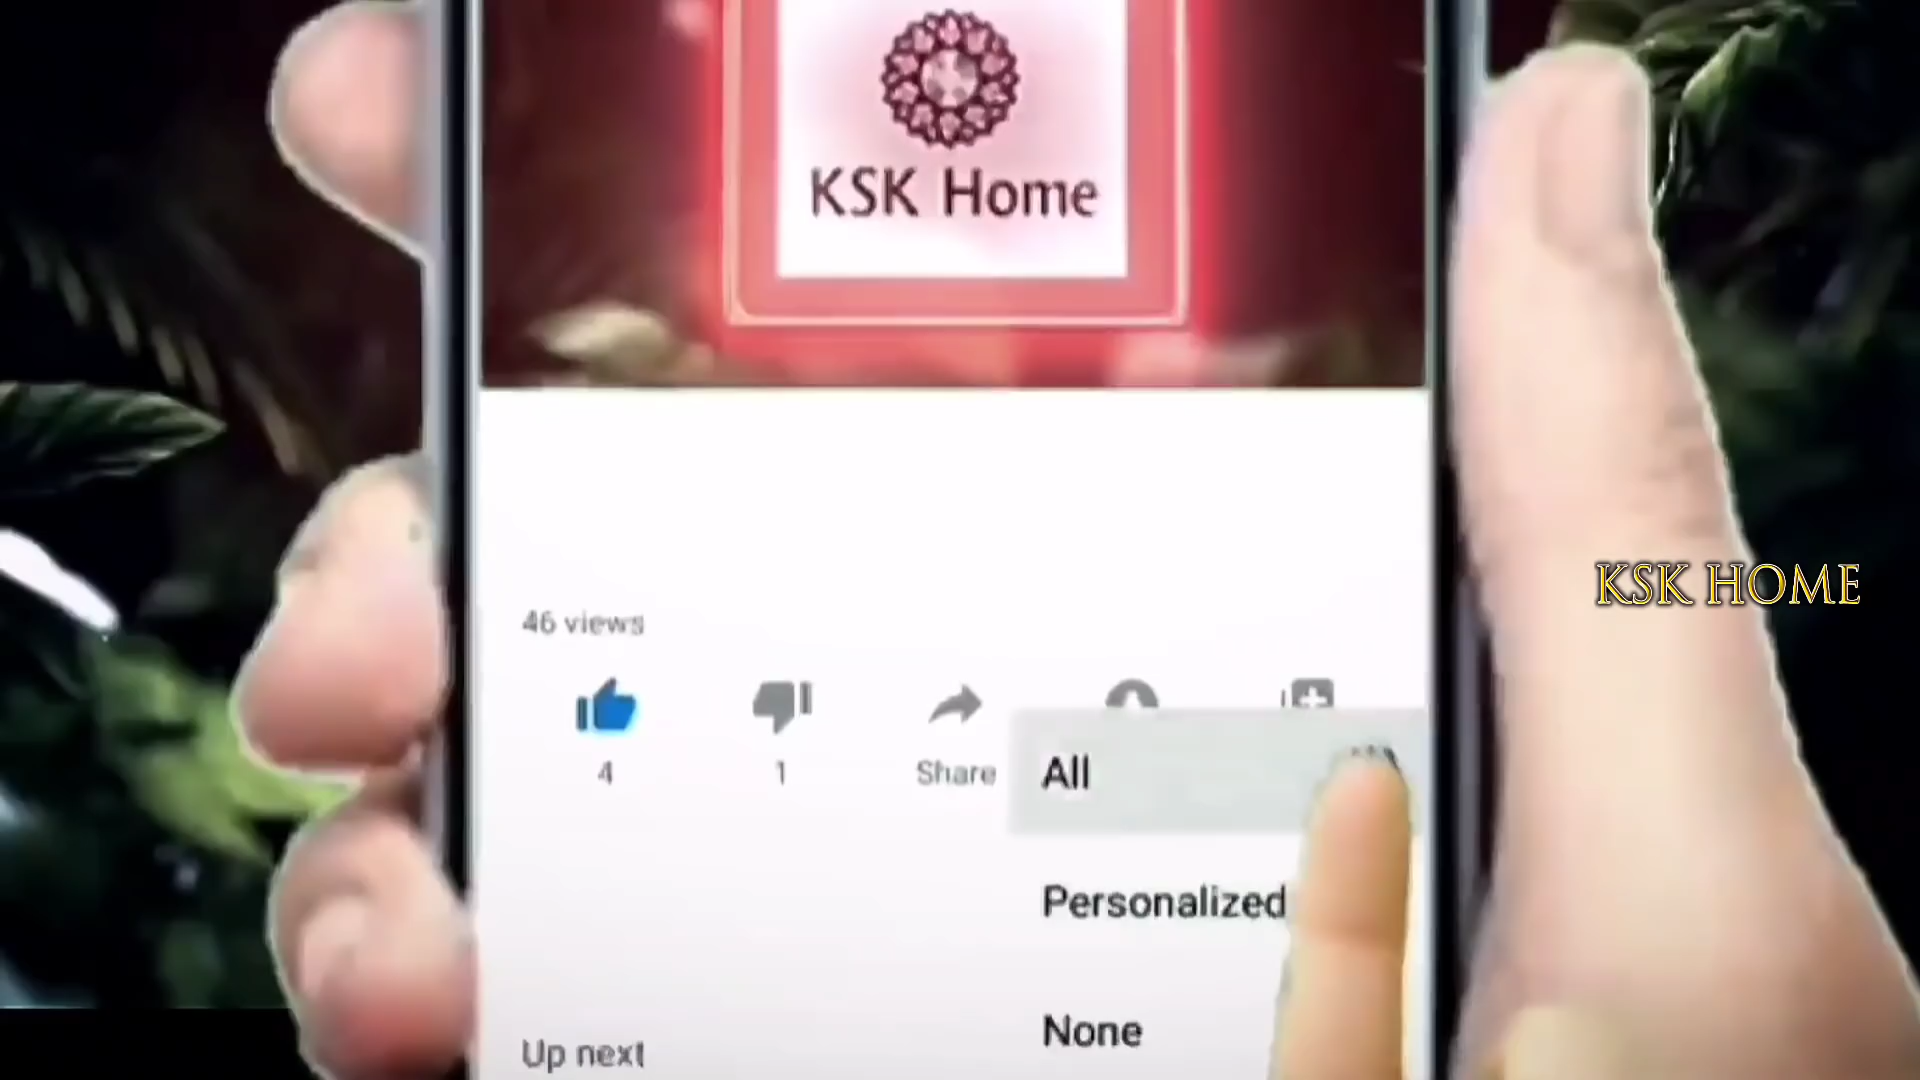 KSK Home
KSK HOME
46 views
4
1
Share
All
Personalized
None
Up next